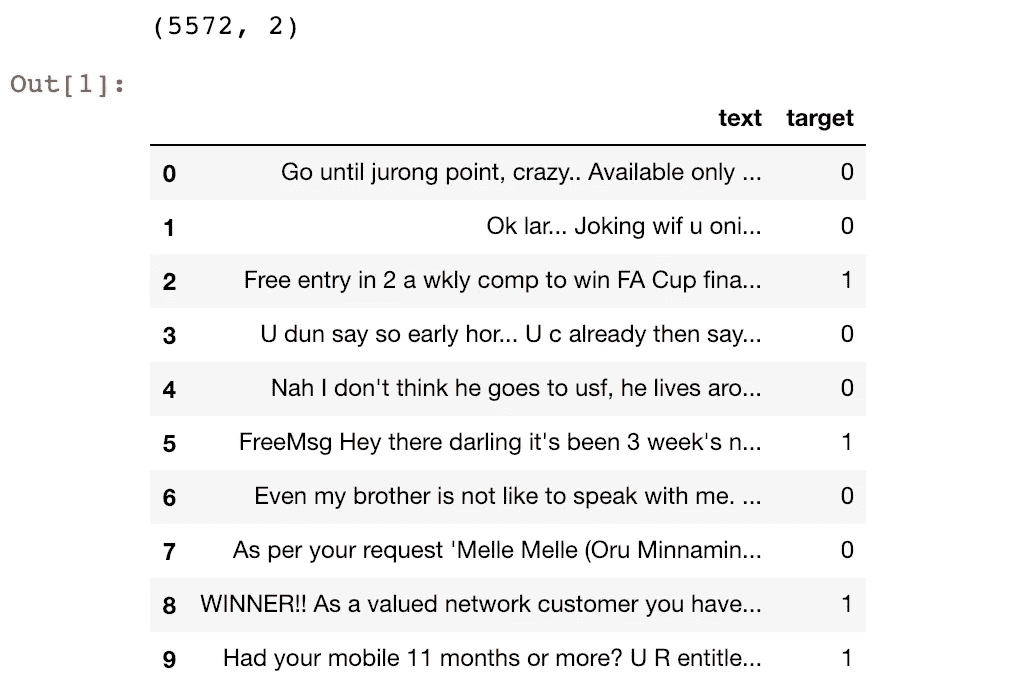 (5572, 2)
Out[1]:
text target
0 Go until jurong point, crazy.. Available only ... 0
1 Ok lar... Joking wif u oni... 0
2 Free entry in 2 a wkly comp to win FA Cup fina... 1
3 U dun say so early hor... U c already then say... 0
4 Nah I don't think he goes to usf, he lives aro... 0
5 FreeMsg Hey there darling it's been 3 week's n... 1
6 Even my brother is not like to speak with me. ... 0
7 As per your request 'Melle Melle (Oru Minnamin... 0
8 WINNER!! As a valued network customer you have... 1
9 Had your mobile 11 months or more? U R entitle... 1